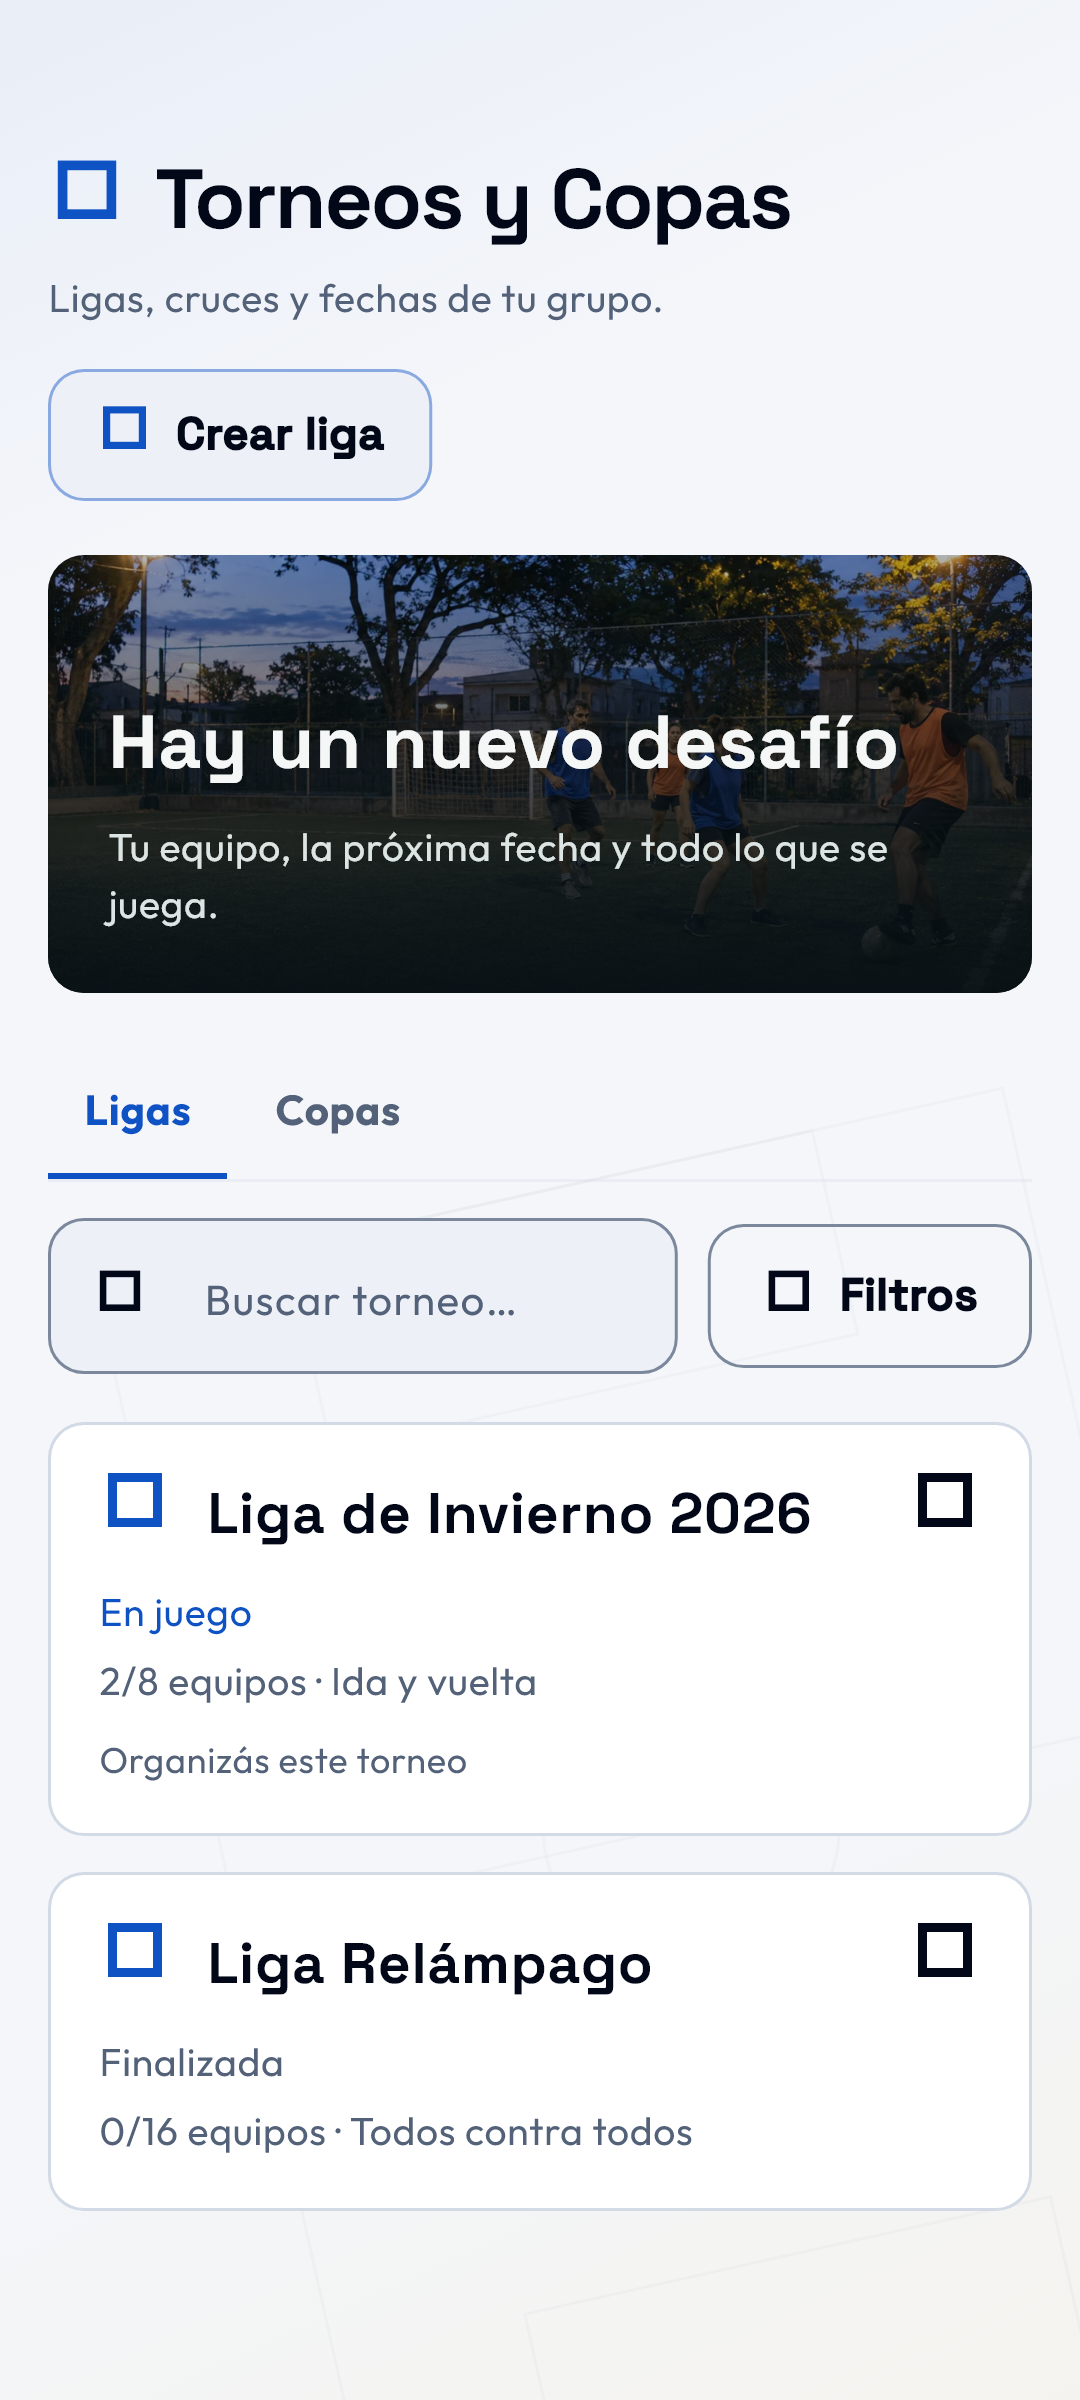 Torneos y Copas
Ligas, cruces y fechas de tu grupo.
Crear liga
Hay un nuevo desafío
Tu equipo, la próxima fecha y todo lo que se
juega.
Ligas
Copas
Buscar torneo...
Filtros
Liga de Invierno 2026
En juego
2/8 equipos · Ida y vuelta
Organizás este torneo
Liga Relámpago
Finalizada
0/16 equipos · Todos contra todos